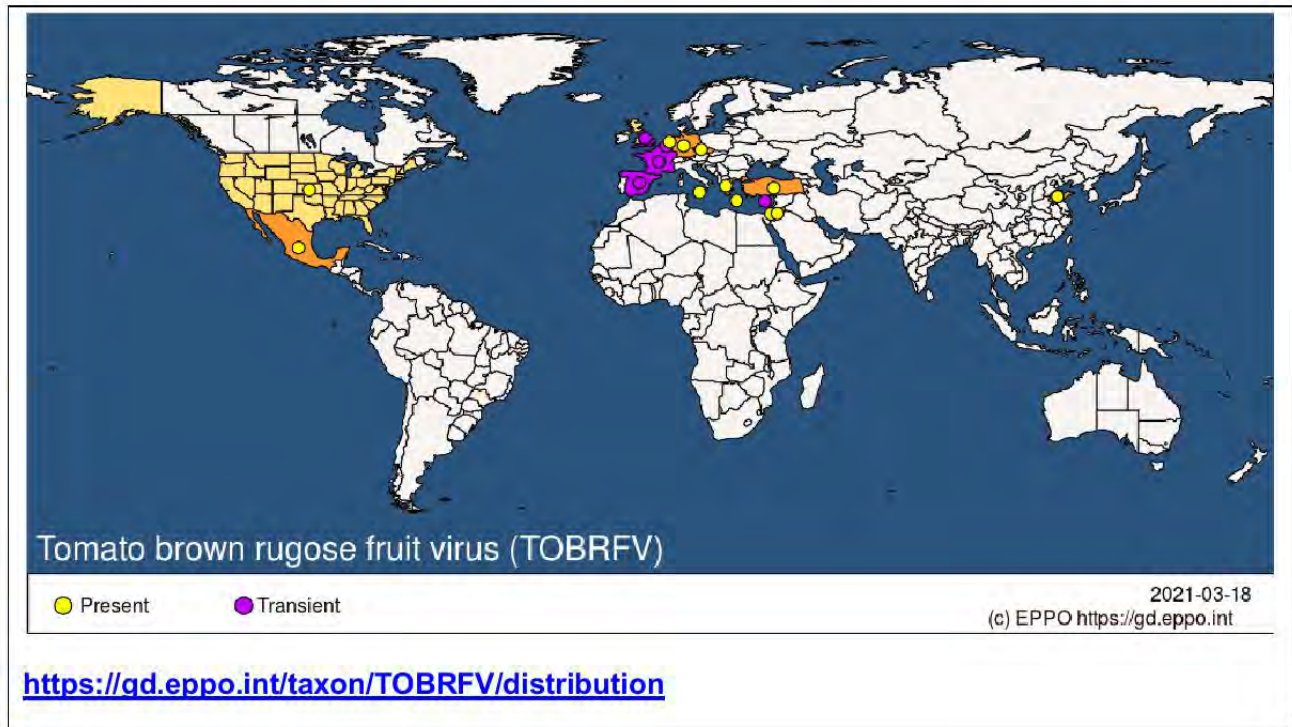 Tomato brown rugose fruit virus (TOBRFV)
Present
Transient
2021-03-18
(c) EPPO https://gd.eppo.int
https://gd.eppo.int/taxon/TOBRFV/distribution